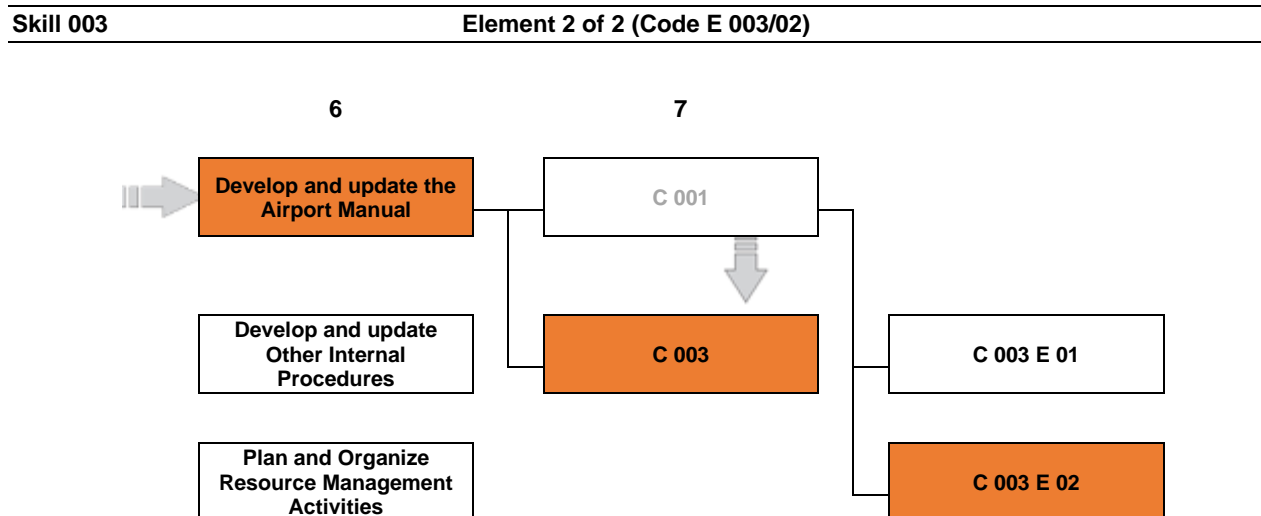 Skill 003 Element 2 of 2 (Code E 003/02)
6 7
Develop and update the
Airport Manual
C 001
Develop and update
Other Internal
Procedures
C 003
C 003 E 01
Plan and Organize
Resource Management
Activities
C 003 E 02